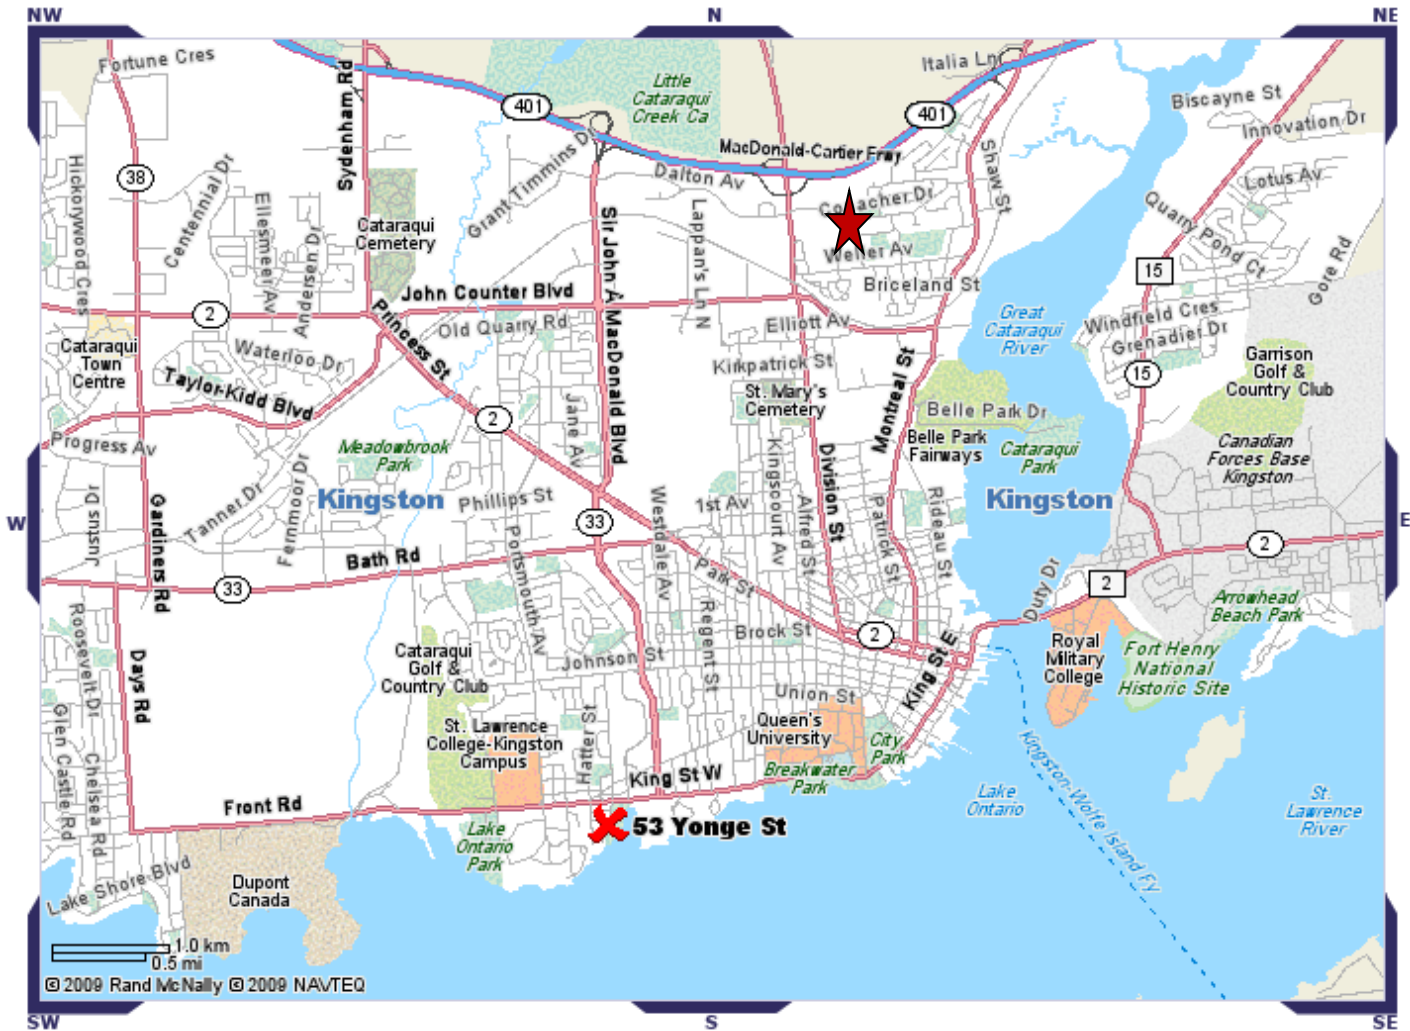 NW
N
NE
Fortune Cres
Sydenham Rd
401
Little
Cataraqui
Creek Ca
Italia Ln
401
Biscayne St
Innovation Dr
MacDonald-Cartier Frwy
Grant Timmins Dr
Dalton Av
Shaw St
38
Hickorywood Cres
Centennial Dr
Ellesmeer Av
Andersen Dr
Cataraqui
Cemetery
Lappan's Ln N
Sir John A MacDonald Blvd
Weller Av
Briceland St
Lotus Av
Quarry Pond Ct
Gore Rd
15
John Counter Blvd
2
Princess St
Old Quarry Rd
Elliott Av
Great
Cataraqui
River
Windfield Cres
Grenadier Dr
Cataraqui
Town
Centre
Waterloo Dr
Taylor-Kidd Blvd
Kirkpatrick St
Montreal St
15
Garrison
Golf &
Country Club
St. Mary's
Cemetery
Jane Av
2
Belle Park Dr
Belle Park
Fairways
Cataraqui
Park
Canadian
Forces Base
Kingston
Progress Av
Meadowbrook
Park
Kingston
Phillips St
Tanner Dr
Fernmoor Dr
Justus Dr
Gardiners Rd
Westdale Av
1st Av
Kingscourt Av
Alfred St
Division St
Patrick St
Rideau St
Kingston
W
E
33
2
Bath Rd
33
Portsmouth Av
Park St
Regent St
Brock St
2
Duty Dr
2
Arrowhead
Beach Park
Roosevelt Dr
Days Rd
Cataraqui
Golf &
Country Club
Johnson St
King St E
Royal
Military
College
Fort Henry
National
Historic Site
Union St
Queen's
University
City
Park
Glen Castle Rd
Chelsea Rd
St. Lawrence
College-Kingston
Campus
Hatter St
King St W
Breakwater
Park
Kingston-Wolfe Island Fy
Lake
Ontario
St.
Lawrence
River
Front Rd
53 Yonge St
Lake
Ontario
Park
Lake Shore Blvd
Dupont
Canada
1.0 km
0.5 mi
© 2009 Rand McNally © 2009 NAVTEQ
SW
S
SE